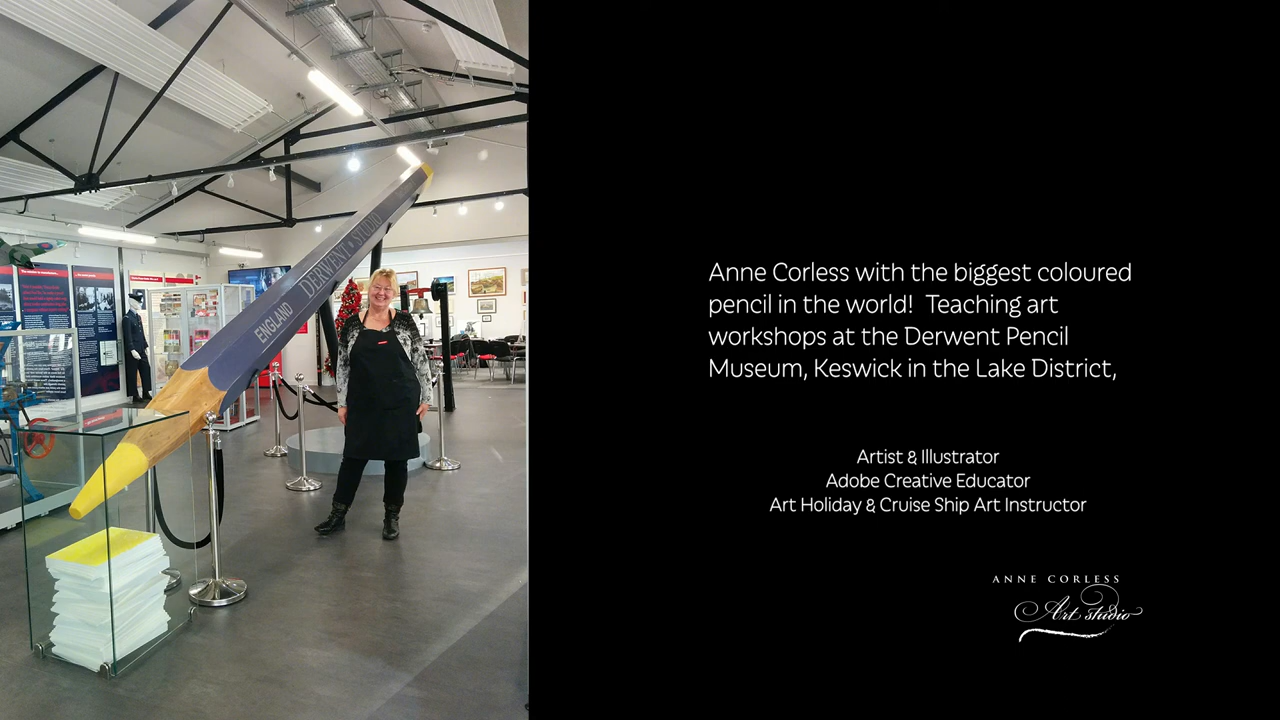 ENGLAND DERWENT STUDIO
Anne Corless with the biggest coloured
pencil in the world!  Teaching art
workshops at the Derwent Pencil
Museum, Keswick in the Lake District,
Artist & Illustrator
Adobe Creative Educator
Art Holiday & Cruise Ship Art Instructor
ANNE CORLESS
Art studio